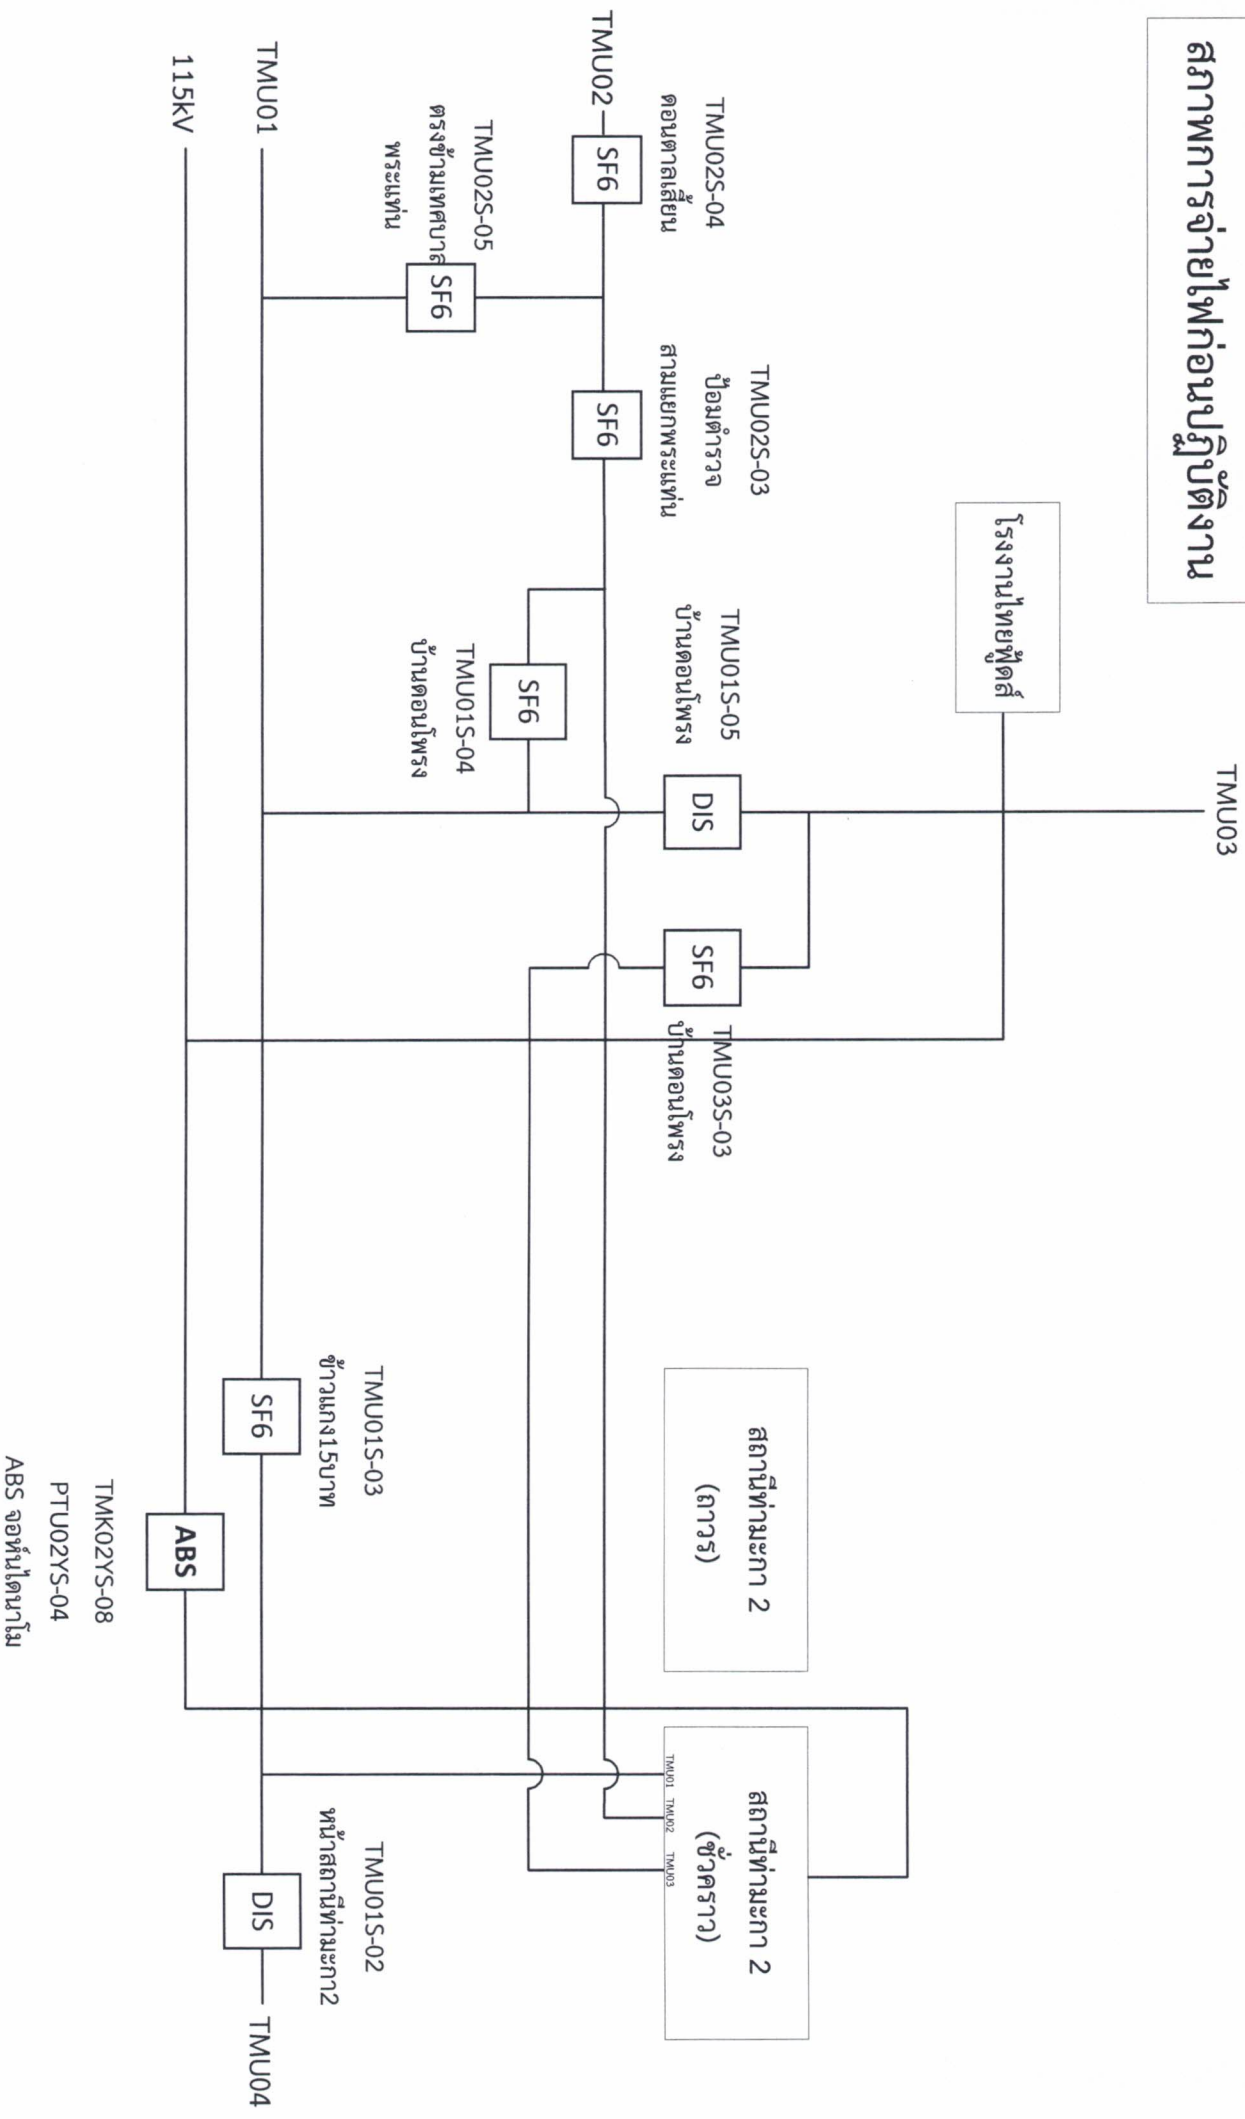 สภาพการจ่ายไฟก่อนปฏิบัติงาน
TMU03
โรงงานไทยฟู้ดส์
TMU02S-04
ดอนตาลเสี้ยน
TMU02
SF6
TMU02S-05
ตรงข้ามเทศบาล
พระแท่น
SF6
TMU02S-03
ป้อมตำรวจ
สามแยกพระแท่น
SF6
TMU01S-05
บ้านดอนโพรง
DIS
SF6
TMU01S-04
บ้านดอนโพรง
SF6
TMU03S-03
บ้านดอนโพรง
สถานีท่ามะกา 2
(ถาวร)
สถานีท่ามะกา 2
(ชั่วคราว)
TMU01
TMU02
TMU03
TMU01
TMU01S-03
ข้าวแกง15บาท
SF6
TMU01S-02
หน้าสถานีท่ามะกา2
DIS
TMU04
115kV
ABS
TMK02YS-08
PTU02YS-04
ABS จอห์นไดนาโม